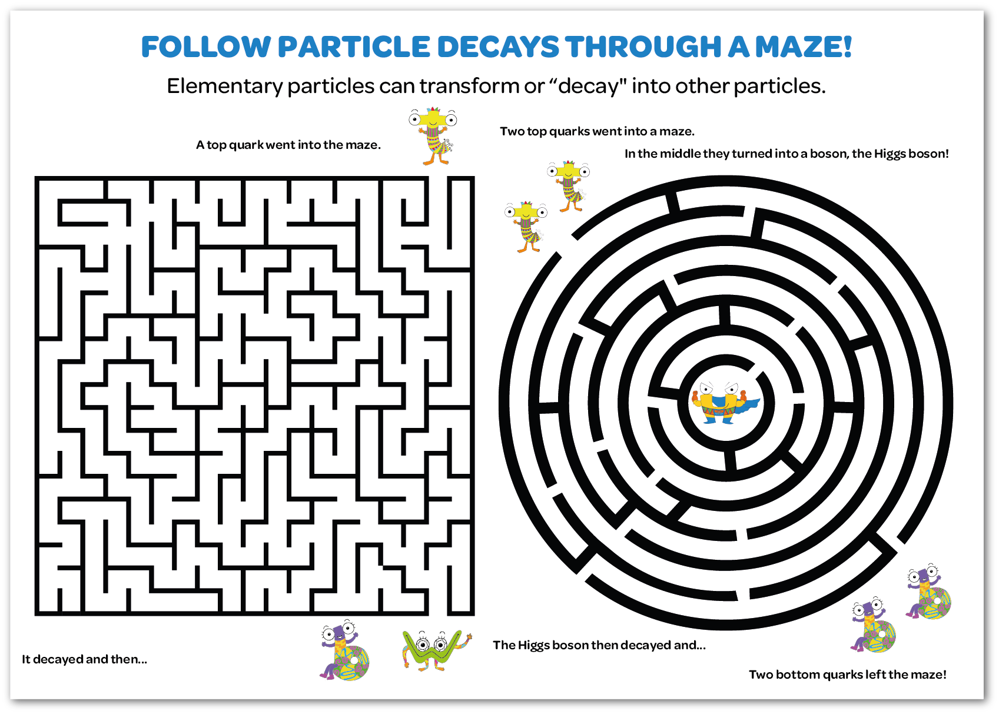 FOLLOW PARTICLE DECAYS THROUGH A MAZE!
Elementary particles can transform or “decay" into other particles.
A top quark went into the maze.
Two top quarks went into a maze.
In the middle they turned into a boson, the Higgs boson!
It decayed and then...
The Higgs boson then decayed and...
Two bottom quarks left the maze!